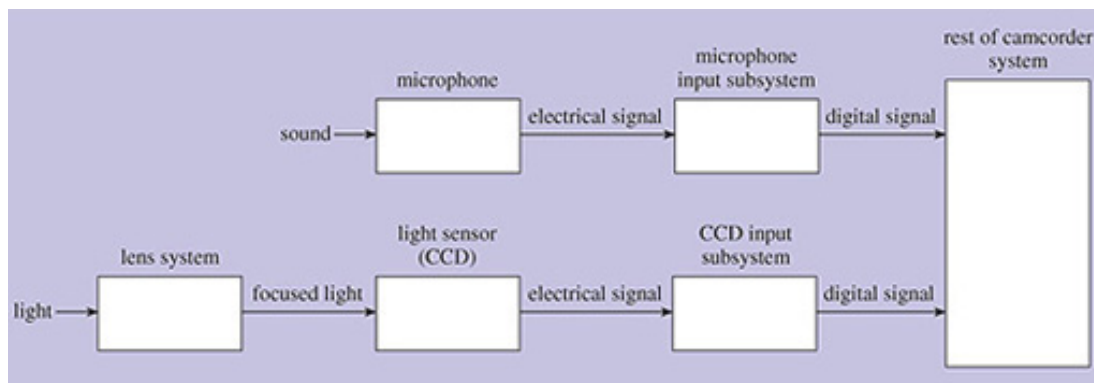 rest of camcorder
system
microphone
microphone
input subsystem
sound
electrical signal
digital signal
lens system
light sensor
(CCD)
CCD input
subsystem
light
focused light
electrical signal
digital signal